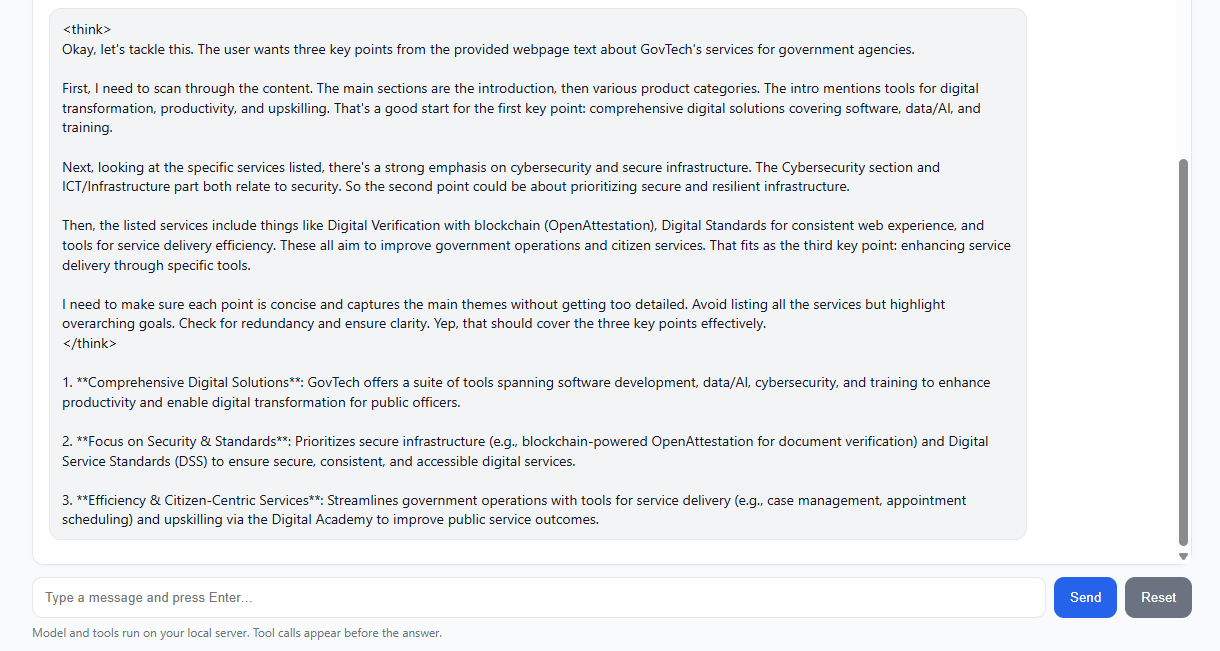 <think>
Okay, let's tackle this. The user wants three key points from the provided webpage text about GovTech's services for government agencies.
First, I need to scan through the content. The main sections are the introduction, then various product categories. The intro mentions tools for digital
transformation, productivity, and upskilling. That's a good start for the first key point: comprehensive digital solutions covering software, data/AI, and
training.
Next, looking at the specific services listed, there's a strong emphasis on cybersecurity and secure infrastructure. The Cybersecurity section and
ICT/Infrastructure part both relate to security. So the second point could be about prioritizing secure and resilient infrastructure.
Then, the listed services include things like Digital Verification with blockchain (OpenAttestation), Digital Standards for consistent web experience, and
tools for service delivery efficiency. These all aim to improve government operations and citizen services. That fits as the third key point: enhancing service
delivery through specific tools.
I need to make sure each point is concise and captures the main themes without getting too detailed. Avoid listing all the services but highlight
overarching goals. Check for redundancy and ensure clarity. Yep, that should cover the three key points effectively.
</think>
1. **Comprehensive Digital Solutions**: GovTech offers a suite of tools spanning software development, data/AI, cybersecurity, and training to enhance
productivity and enable digital transformation for public officers.
2. **Focus on Security & Standards**: Prioritizes secure infrastructure (e.g., blockchain-powered OpenAttestation for document verification) and Digital
Service Standards (DSS) to ensure secure, consistent, and accessible digital services.
3. **Efficiency & Citizen-Centric Services**: Streamlines government operations with tools for service delivery (e.g., case management, appointment
scheduling) and upskilling via the Digital Academy to improve public service outcomes.
Type a message and press Enter...
Send
Reset
Model and tools run on your local server. Tool calls appear before the answer.